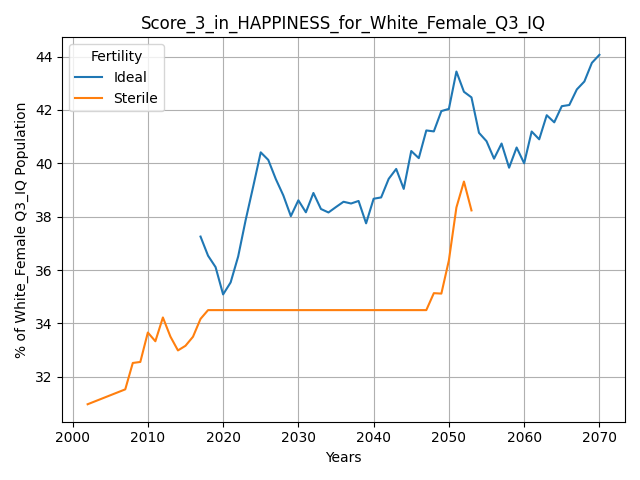 Score_3_in_HAPPINESS_for_White_Female_Q3_IQ
Fertility
Ideal
Sterile
% of White_Female Q3_IQ Population
44
42
40
38
36
34
32
2000 2010 2020 2030 2040 2050 2060 2070
Years